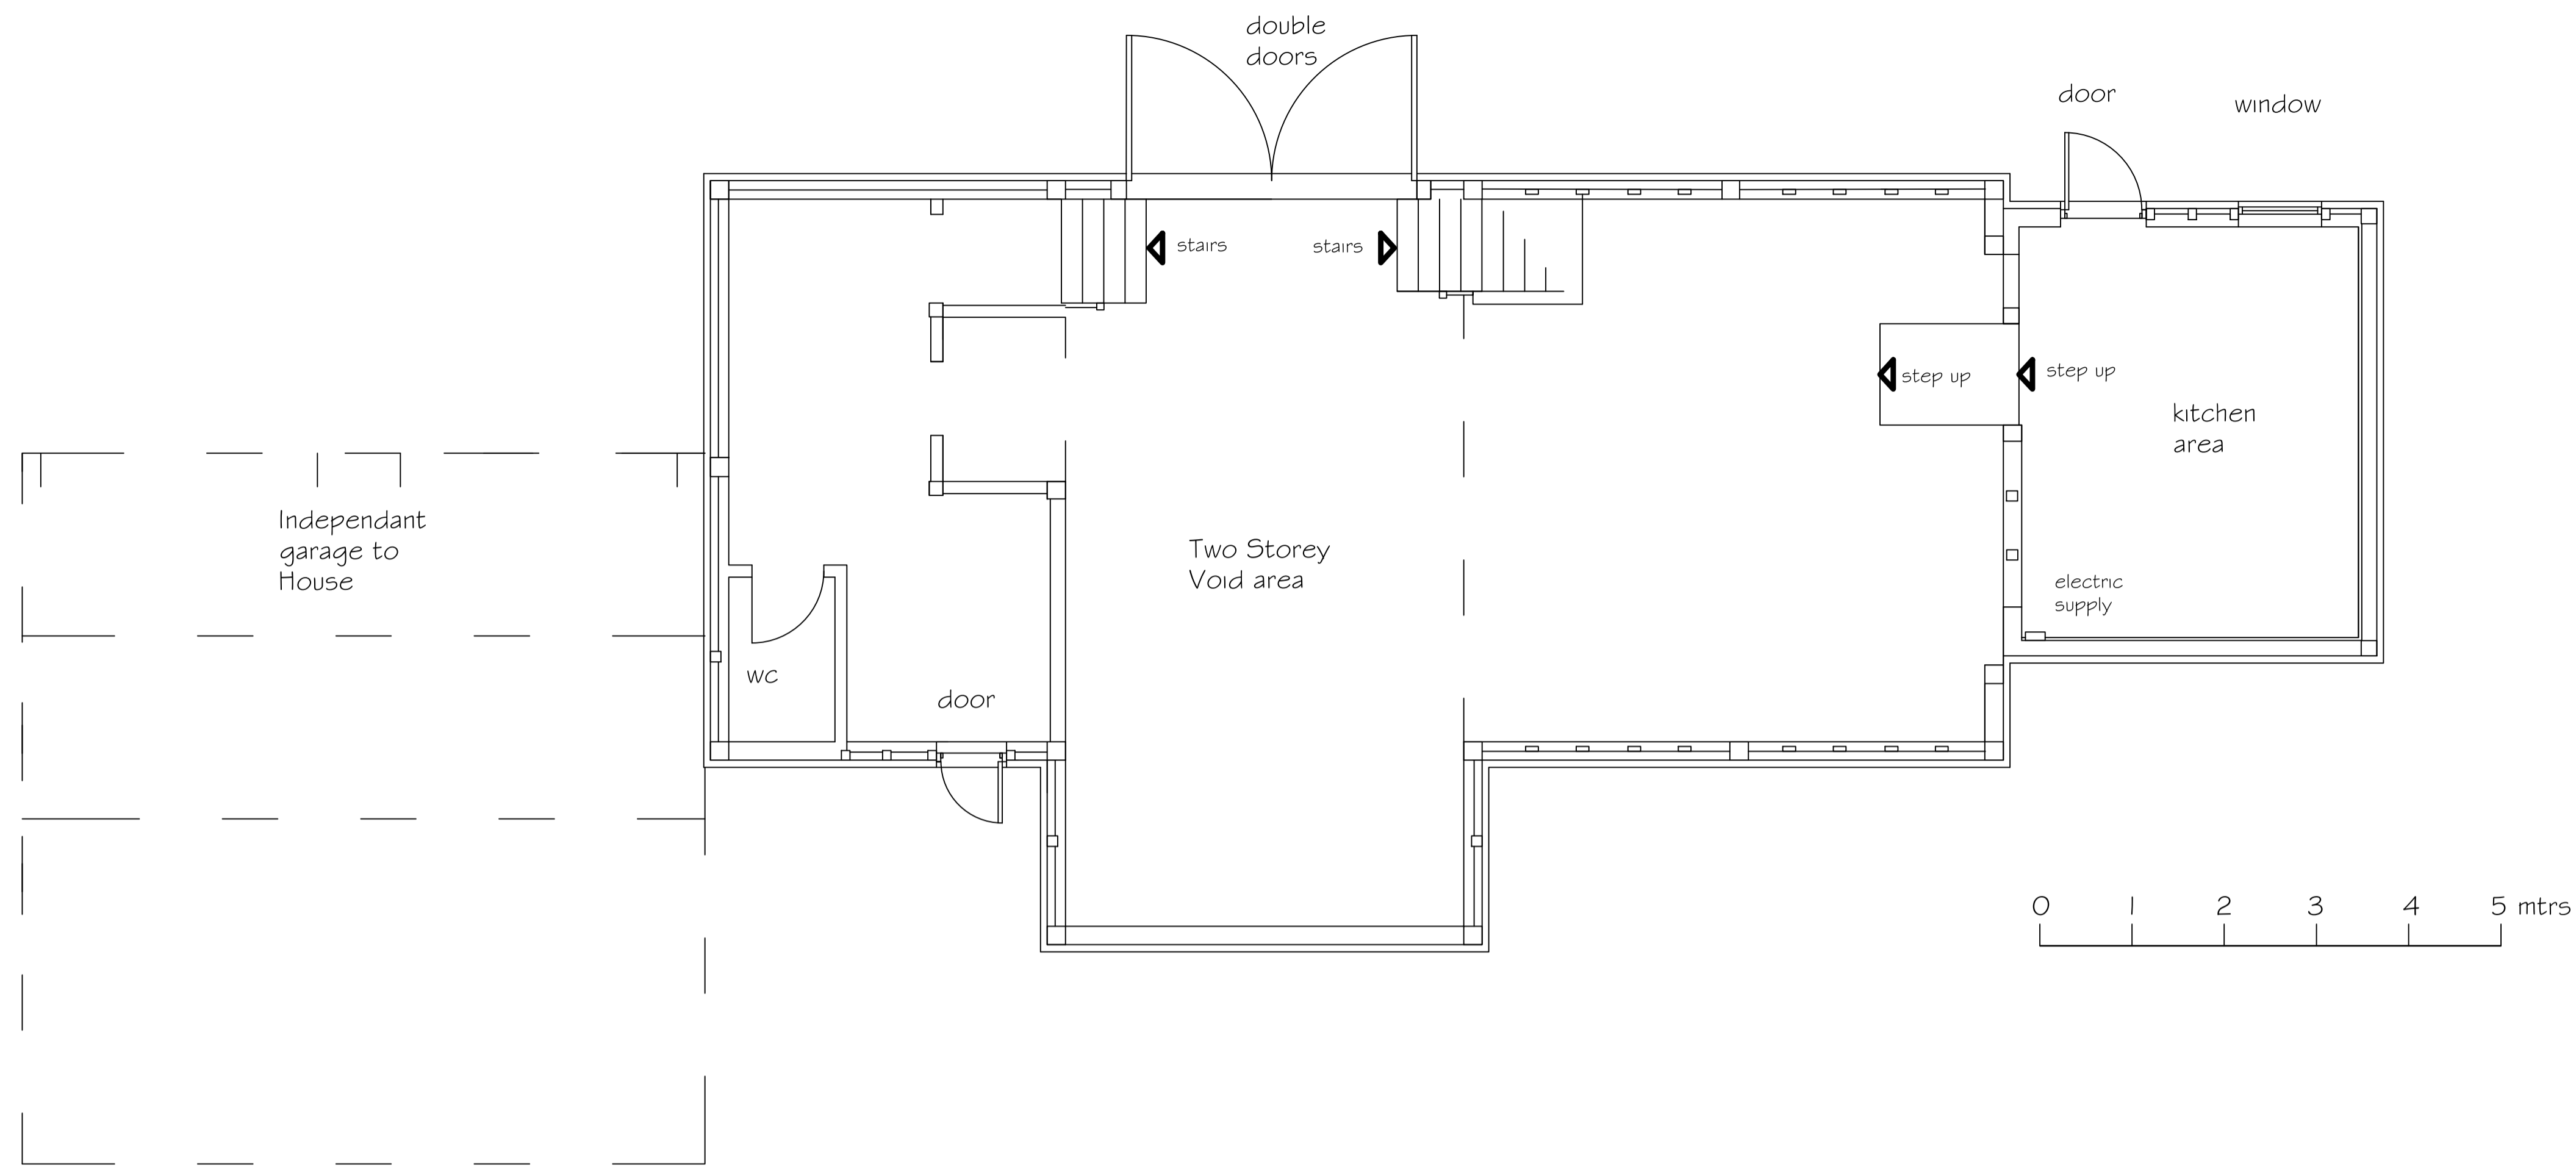 double
doors
door
window
stairs
stairs
step up
step up
kitchen
area
Independant
garage to
House
Two Storey
Void area
electric
supply
wc
door
0 1 2 3 4 5 mtrs